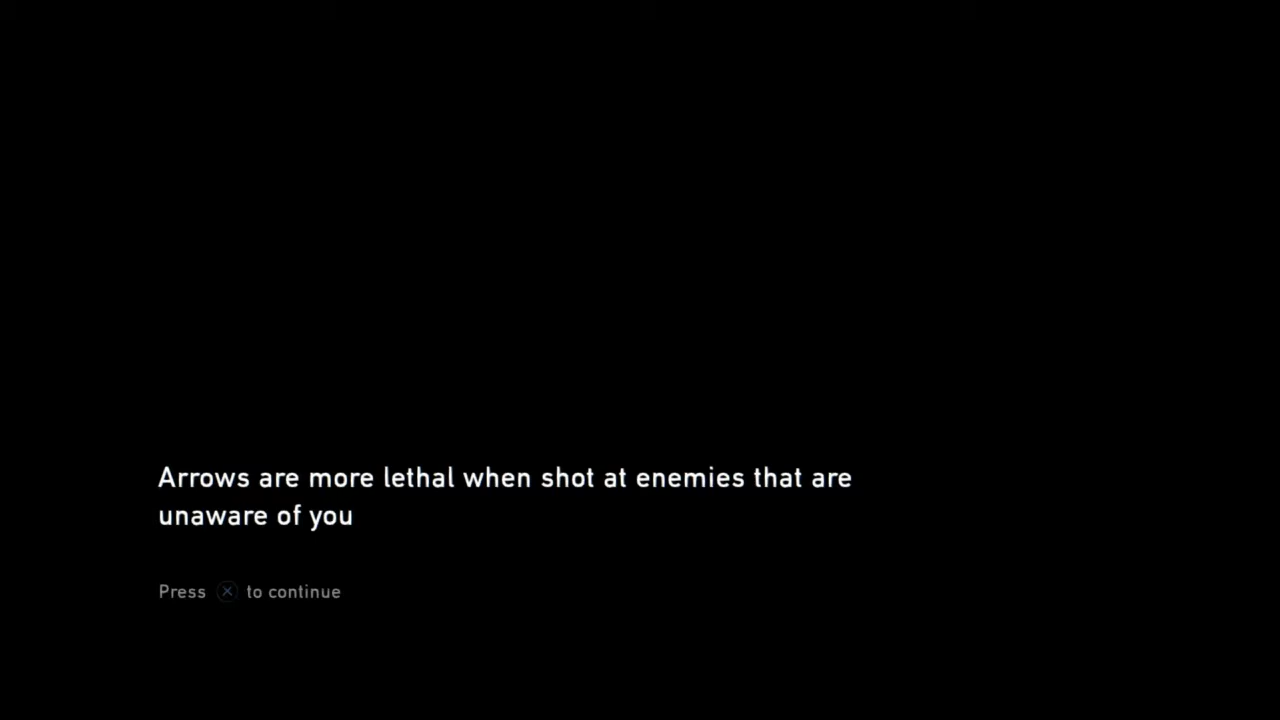 Arrows are more lethal when shot at enemies that are
unaware of you
Press ⓧ to continue